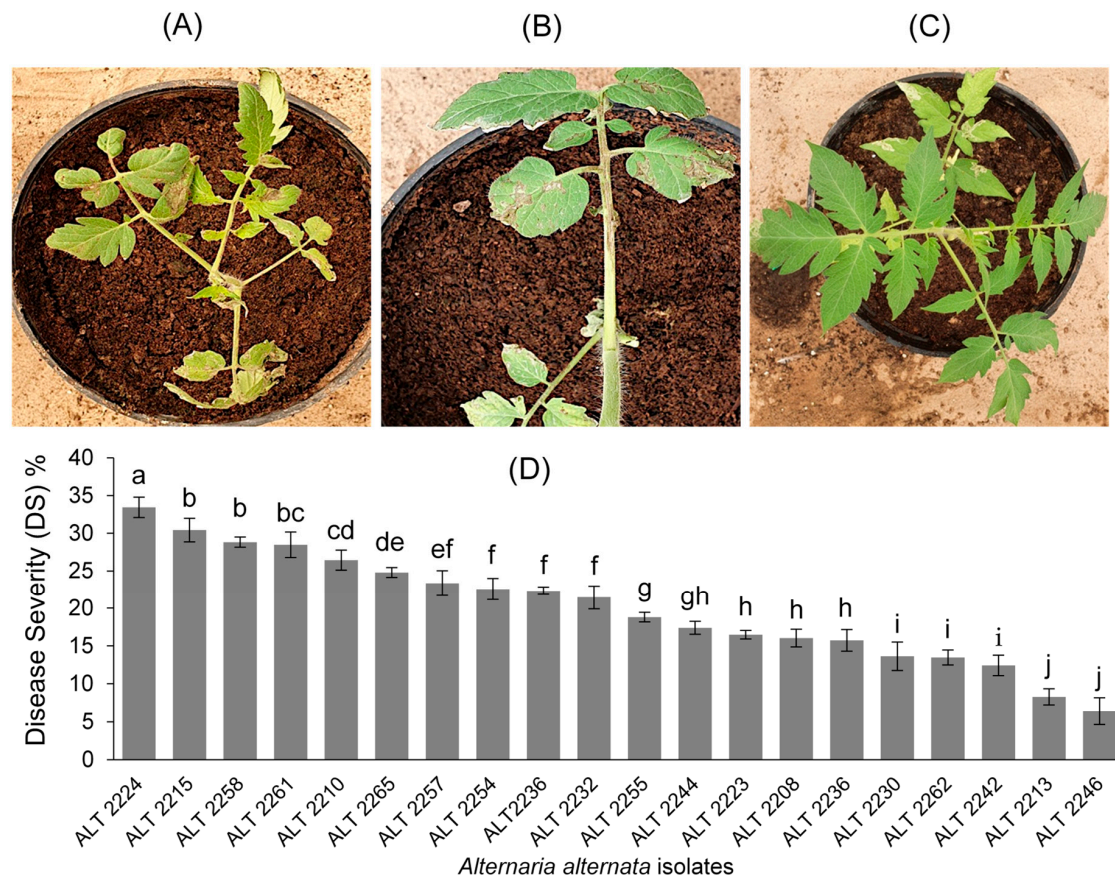 (A) (B) (C)
(D)
Disease Severity (DS) %
40
35
30
25
20
15
10
5
0
a b b bc cd de ef f f f g gh h h h i i i j j
ALT 2224 ALT 2215 ALT 2258 ALT 2261 ALT 2210 ALT 2265 ALT 2257 ALT 2254 ALT2236 ALT 2232 ALT 2255 ALT 2244 ALT 2223 ALT 2208 ALT 2236 ALT 2230 ALT 2262 ALT 2242 ALT 2213 ALT 2246
Alternaria alternata isolates